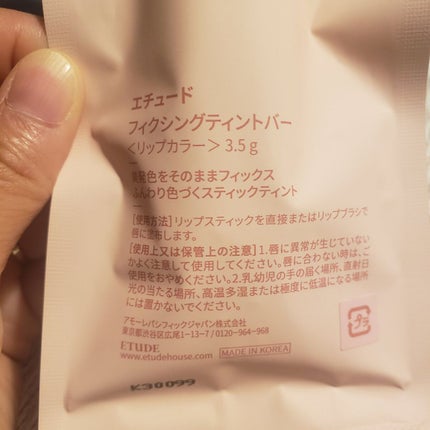 エチュード
フィクシングティントバー
＜リップカラー＞3.5g
発色をそのままフィックス
ふんわり色づくスティックティント
[使用方法]リップスティックを直接またはリップブラシで
唇に塗布します。
[使用上又は保管上の注意]1.唇に異常が生じていない
かよく注意して使用してください。唇に合わない時は、ご
使用をおやめください。2.乳幼児の手の届く場所、直射日
光の当たる場所、高温多湿または極度に低温になる場所
には置かないでください。
アモーレパシフィックジャパン株式会社
東京都渋谷区広尾1-13-7/0120-964-968
ETUDE
www.etudehouse.com MADE IN KOREA
プラ
K30099